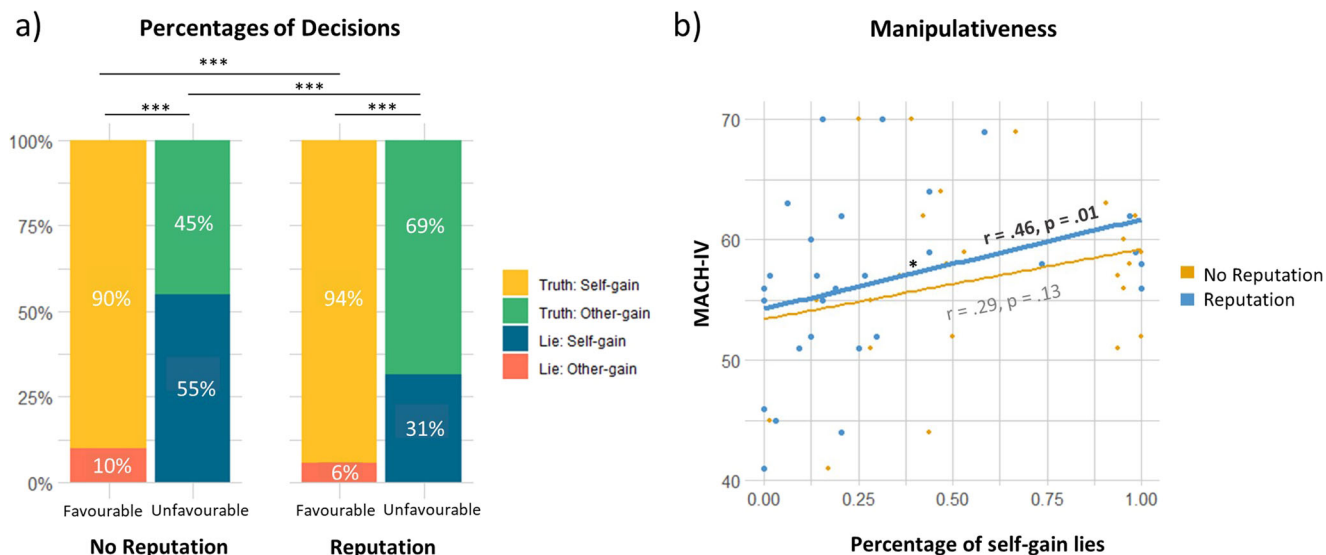 a)
Percentages of Decisions
***
***
***
***
100%
75%
50%
25%
0%
90%
10%
45%
55%
94%
6%
69%
31%
Favourable Unfavourable
Favourable Unfavourable
No Reputation
Reputation
Truth: Self-gain
Truth: Other-gain
Lie: Self-gain
Lie: Other-gain
b)
Manipulativeness
MACH-IV
70
60
50
40
r = .46, p = .01
*
r = .29, p = .13
0.00 0.25 0.50 0.75 1.00
Percentage of self-gain lies
No Reputation
Reputation